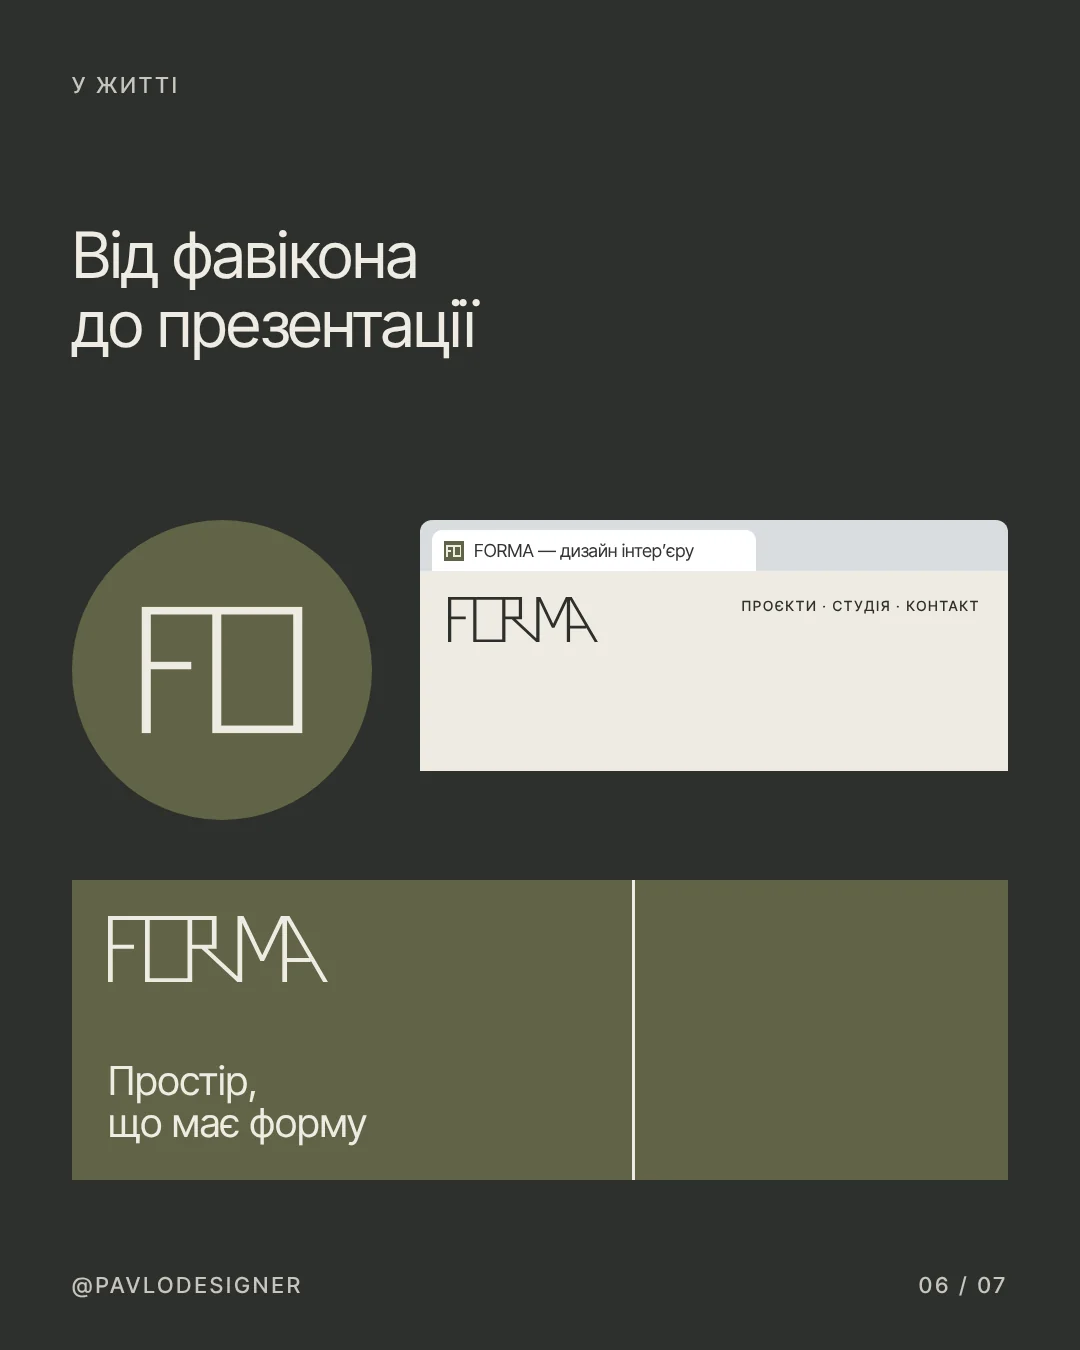 У ЖИТТІ
Від фавікона
до презентації
FO
FO FORMA — дизайн інтер’єру
FORMA
ПРОЄКТИ · СТУДІЯ · КОНТАКТ
FORMA
Простір,
що має форму
@PAVLODESIGNER
06 / 07